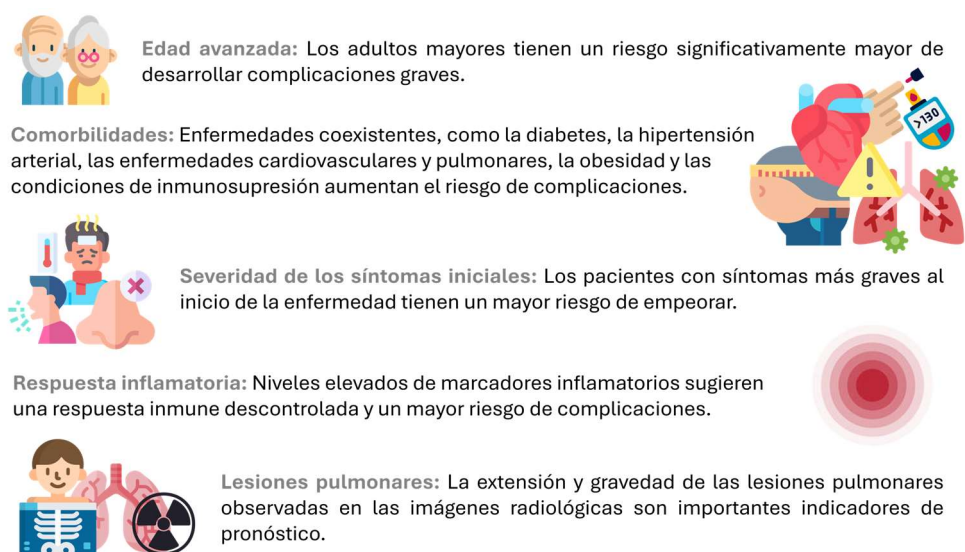 Edad avanzada: Los adultos mayores tienen un riesgo significativamente mayor de
desarrollar complicaciones graves.
>130
Comorbilidades: Enfermedades coexistentes, como la diabetes, la hipertensión
arterial, las enfermedades cardiovasculares y pulmonares, la obesidad y las
condiciones de inmunosupresión aumentan el riesgo de complicaciones.
Severidad de los síntomas iniciales: Los pacientes con síntomas más graves al
inicio de la enfermedad tienen un mayor riesgo de empeorar.
Respuesta inflamatoria: Niveles elevados de marcadores inflamatorios sugieren
una respuesta inmune descontrolada y un mayor riesgo de complicaciones.
Lesiones pulmonares: La extensión y gravedad de las lesiones pulmonares
observadas en las imágenes radiológicas son importantes indicadores de
pronóstico.